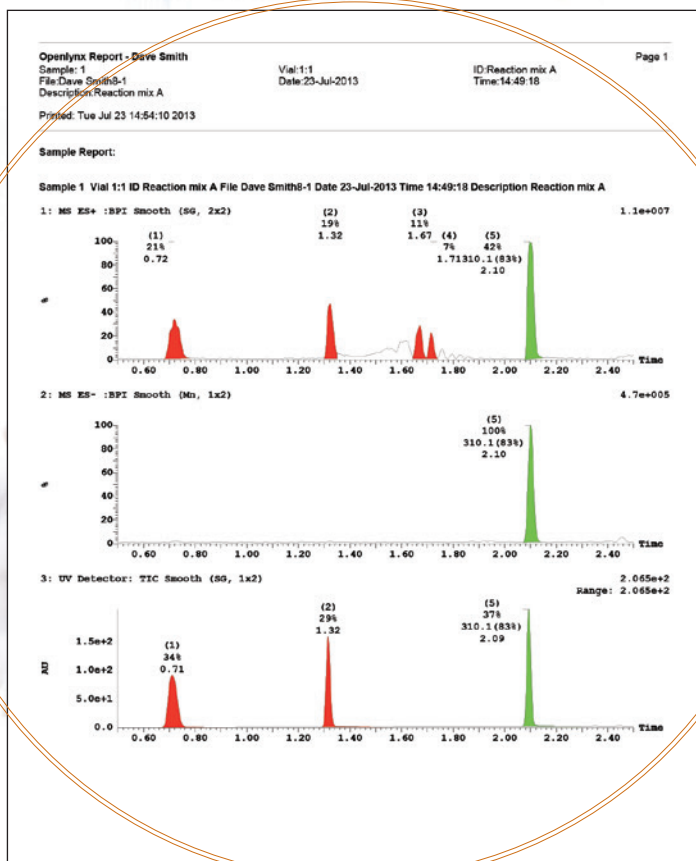 Openlynx Report - Dave Smith Page 1
Sample: 1 Vial:1:1 ID:Reaction mix A
File:Dave Smith8-1 Date:23-Jul-2013 Time:14:49:18
Description:Reaction mix A
Printed: Tue Jul 23 14:54:10 2013
Sample Report:
Sample 1 Vial 1:1 ID Reaction mix A File Dave Smith8-1 Date 23-Jul-2013 Time 14:49:18 Description Reaction mix A
1: MS ES+ :BPI Smooth (SG, 2x2) 1.1e+007
(1) (2) (3) (4) (5)
21% 19% 11% 7% 42%
0.72 1.32 1.67 1.71 310.1(83%)
2.10
100
80
60
40
20
0
%
Time
0.60 0.80 1.00 1.20 1.40 1.60 1.80 2.00 2.20 2.40
2: MS ES- :BPI Smooth (Mn, 1x2) 4.7e+005
(5)
100%
310.1(83%)
2.10
100
80
60
40
20
0
%
Time
0.60 0.80 1.00 1.20 1.40 1.60 1.80 2.00 2.20 2.40
3: UV Detector: TIC Smooth (SG, 1x2) 2.065e+2
Range: 2.065e+2
(1) (2) (5)
34% 29% 37%
0.71 1.32 310.1(83%)
2.09
1.5e+2
1.0e+2
5.0e+1
0.0
AU
Time
0.60 0.80 1.00 1.20 1.40 1.60 1.80 2.00 2.20 2.40